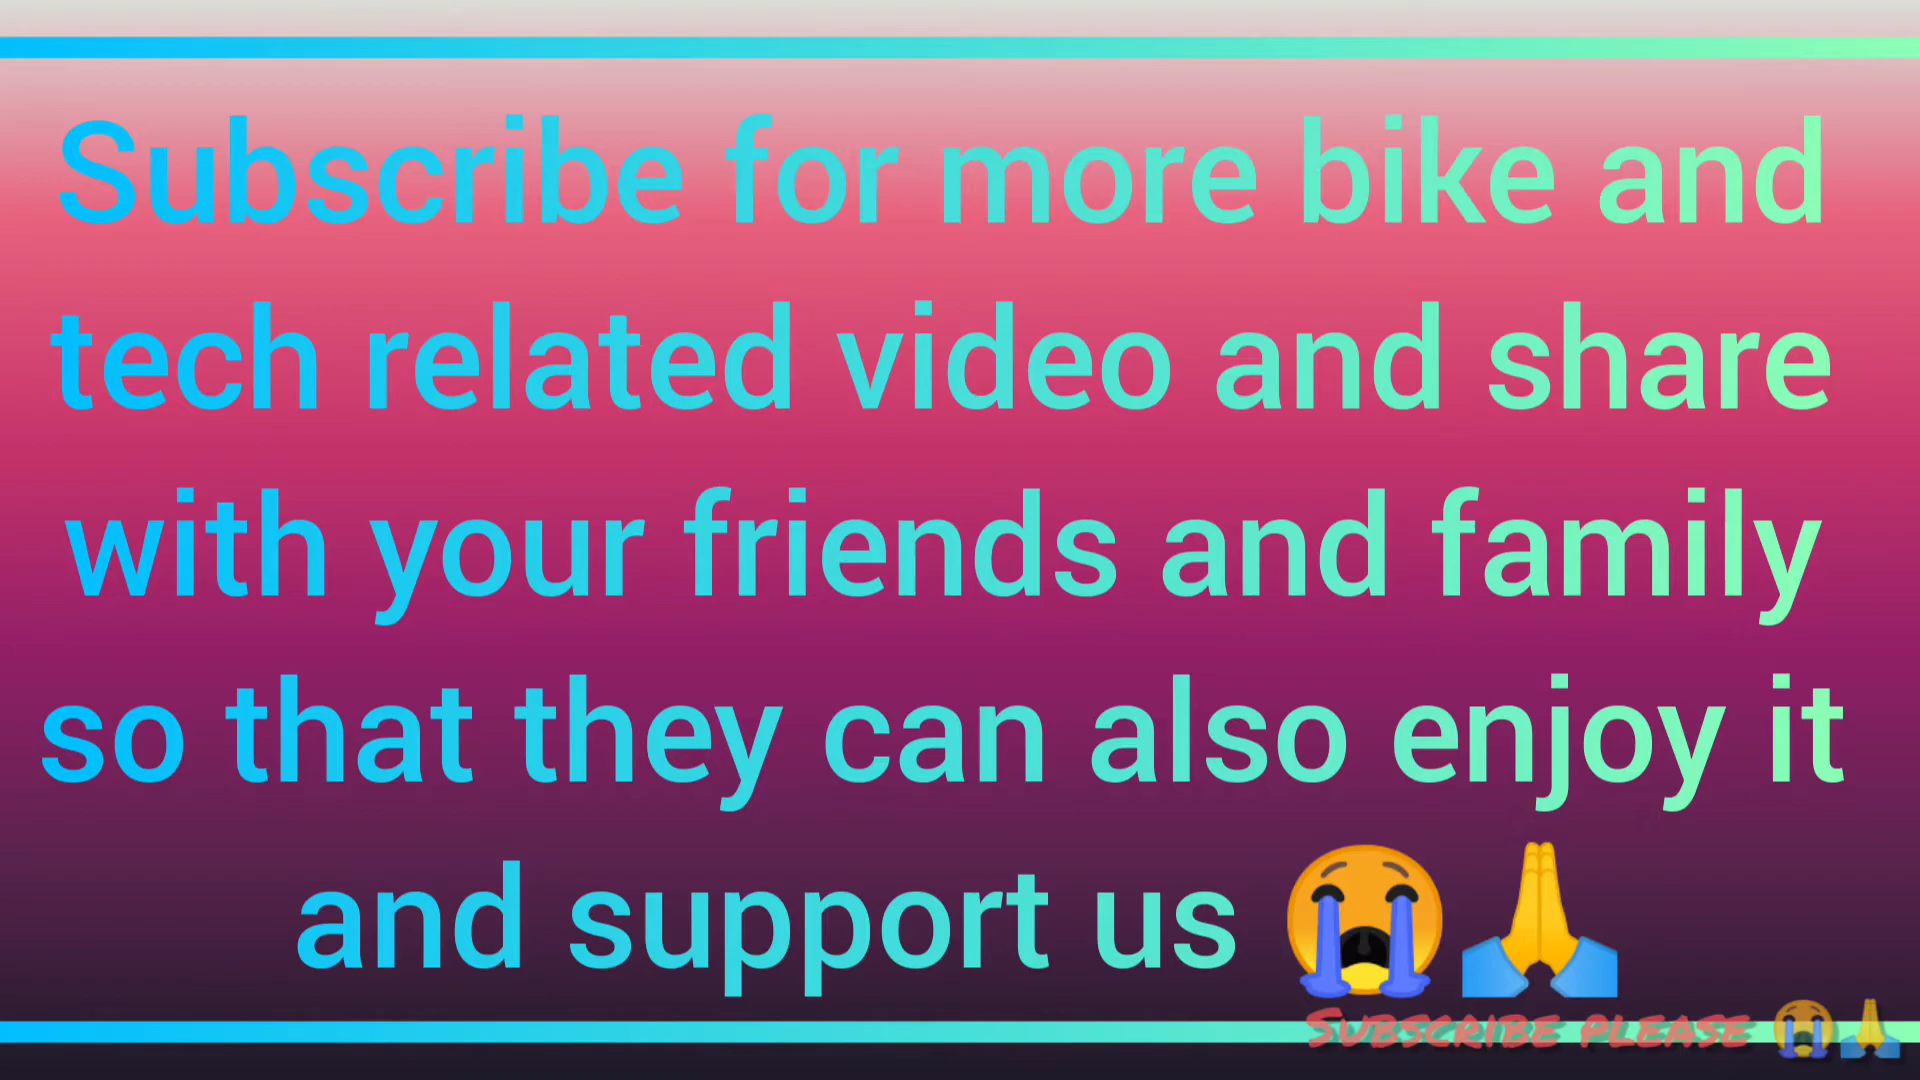 Subscribe for more bike and
tech related video and share
with your friends and family
so that they can also enjoy it
and support us 😭🙏
Subscribe please 😭🙏